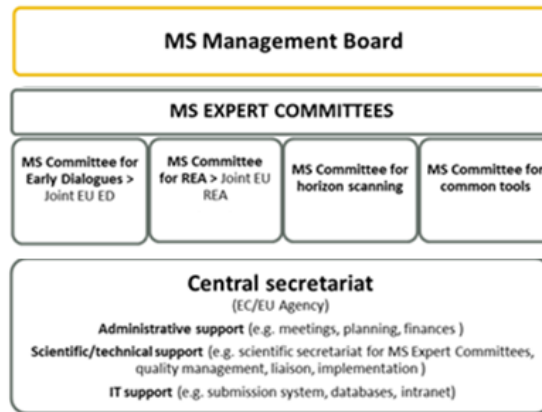 MS Management Board
MS EXPERT COMMITTEES
MS Committee for
Early Dialogues >
Joint EU ED
MS Committee
for REA > Joint EU
REA
MS Committee for
horizon scanning
MS Committee for
common tools
Central secretariat
(EC/EU Agency)
Administrative support (e.g. meetings, planning, finances )
Scientific/technical support (e.g. scientific secretariat for MS Expert Committees,
quality management, liaison, implementation )
IT support (e.g. submission system, databases, intranet)